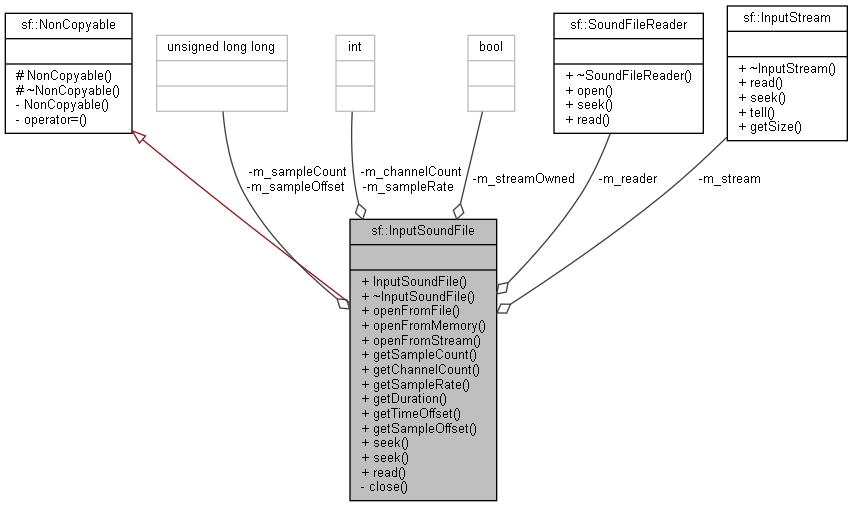 sf::NonCopyable
# NonCopyable()
# ~NonCopyable()
- NonCopyable()
- operator=()
unsigned long long
int
bool
sf::SoundFileReader
+ ~SoundFileReader()
+ open()
+ seek()
+ read()
sf::InputStream
+ ~InputStream()
+ read()
+ seek()
+ tell()
+ getSize()
-m_sampleCount
-m_sampleOffset
-m_channelCount
-m_sampleRate
-m_streamOwned
-m_reader
-m_stream
sf::InputSoundFile
+ InputSoundFile()
+ ~InputSoundFile()
+ openFromFile()
+ openFromMemory()
+ openFromStream()
+ getSampleCount()
+ getChannelCount()
+ getSampleRate()
+ getDuration()
+ getTimeOffset()
+ getSampleOffset()
+ seek()
+ seek()
+ read()
- close()